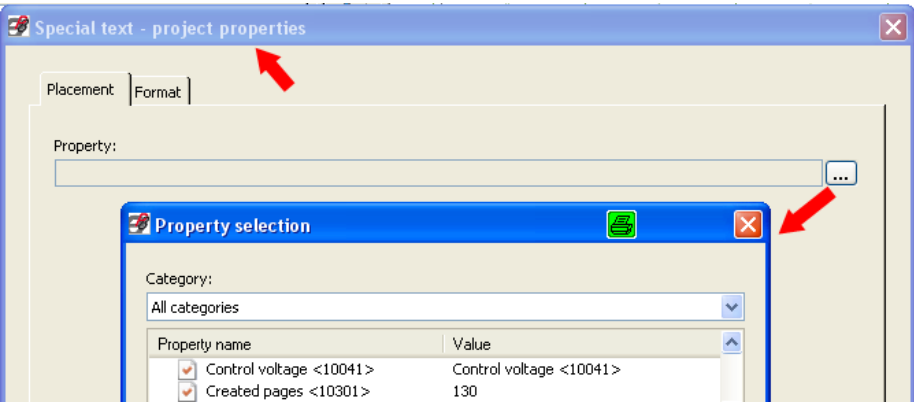 Special text - project properties
Placement Format
Property:
...
Property selection
Category:
All categories
Property name Value
Control voltage <10041> Control voltage <10041>
Created pages <10301> 130